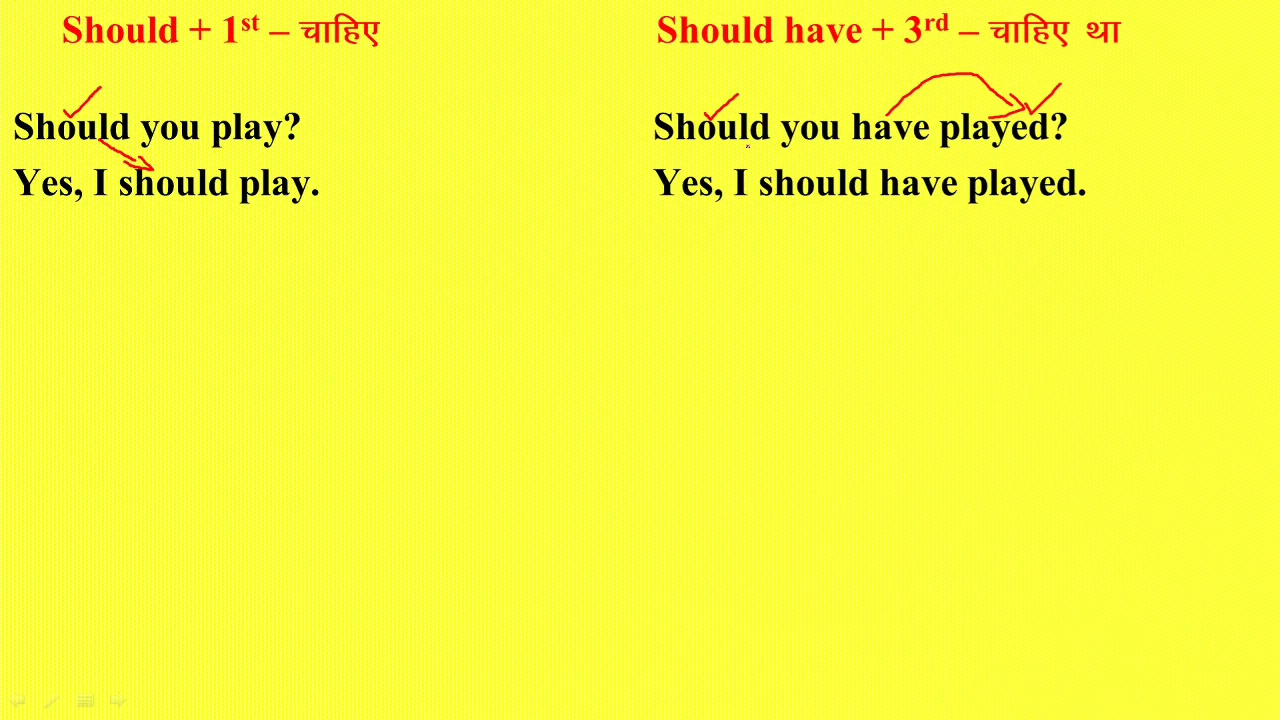 Should + 1st – चाहिए
Should you play?
Yes, I should play.
Should have + 3rd – चाहिए था
Should you have played?
Yes, I should have played.